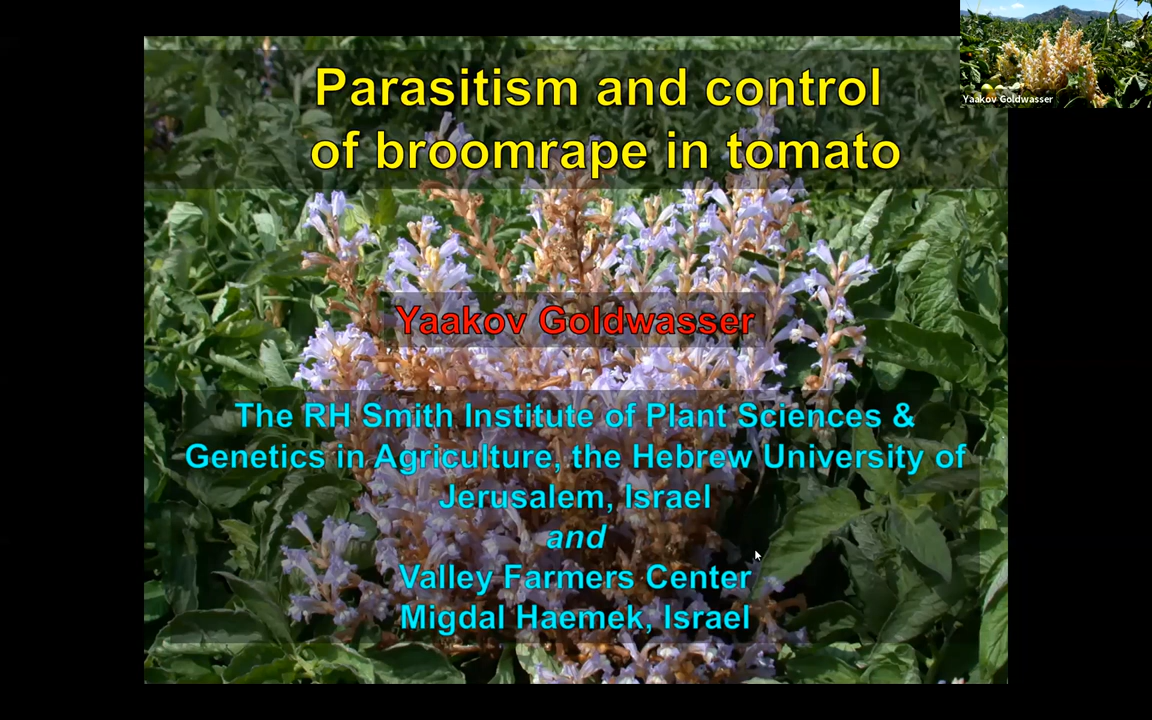 Parasitism and control
of broomrape in tomato
Yaakov Goldwasser
Yaakov Goldwasser
The RH Smith Institute of Plant Sciences &
Genetics in Agriculture, the Hebrew University of
Jerusalem, Israel
and
Valley Farmers Center
Migdal Haemek, Israel